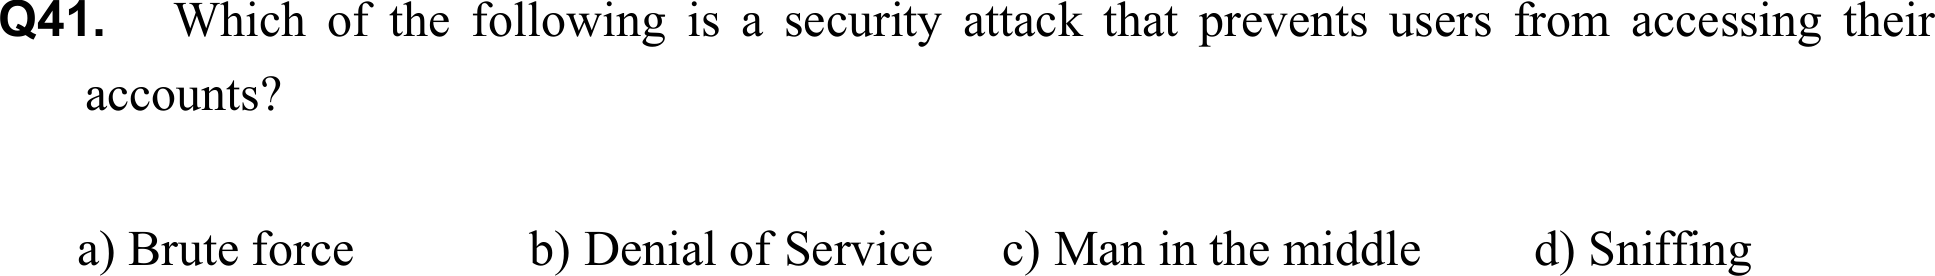 Q41. Which of the following is a security attack that prevents users from accessing their
accounts?
a) Brute force b) Denial of Service c) Man in the middle d) Sniffing